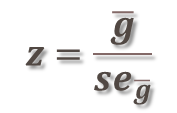 z = g̅ / se_g̅